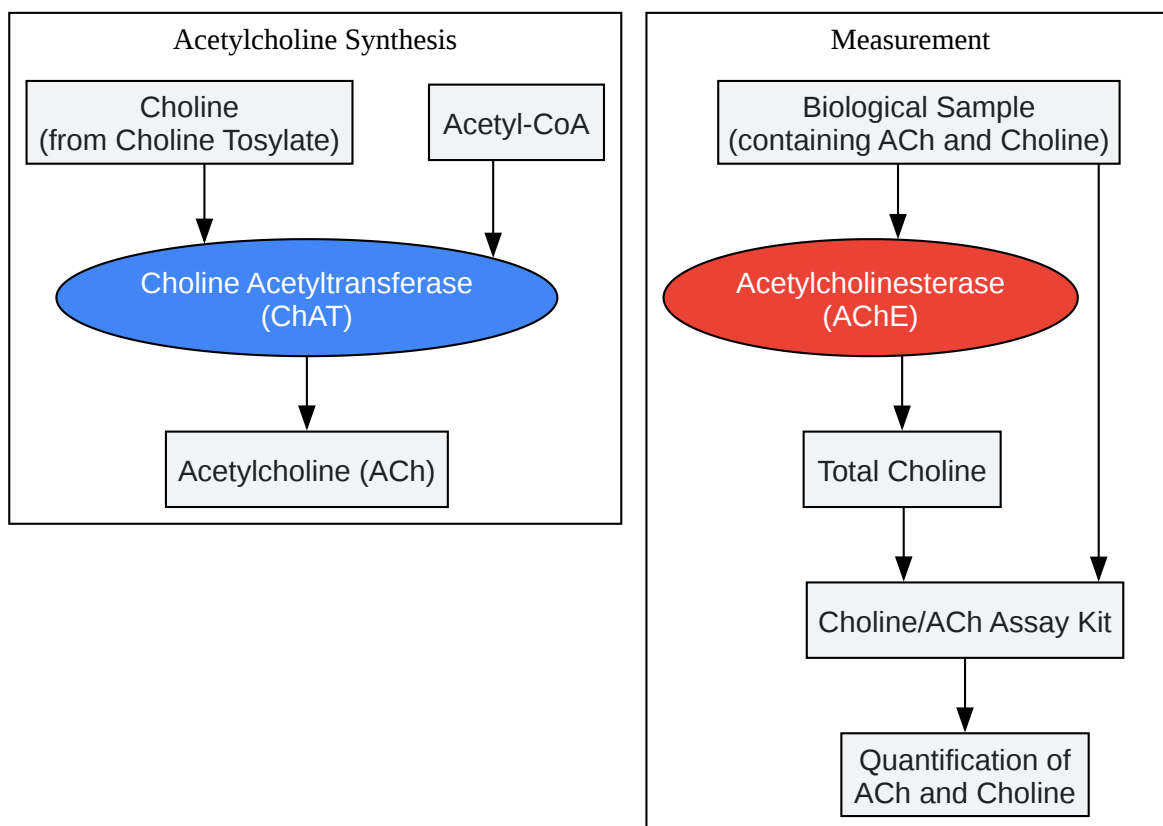 Acetylcholine Synthesis
Choline
(from Choline Tosylate)
Acetyl-CoA
Choline Acetyltransferase
(ChAT)
Acetylcholine (ACh)
Measurement
Biological Sample
(containing ACh and Choline)
Acetylcholinesterase
(AChE)
Total Choline
Choline/ACh Assay Kit
Quantification of
ACh and Choline